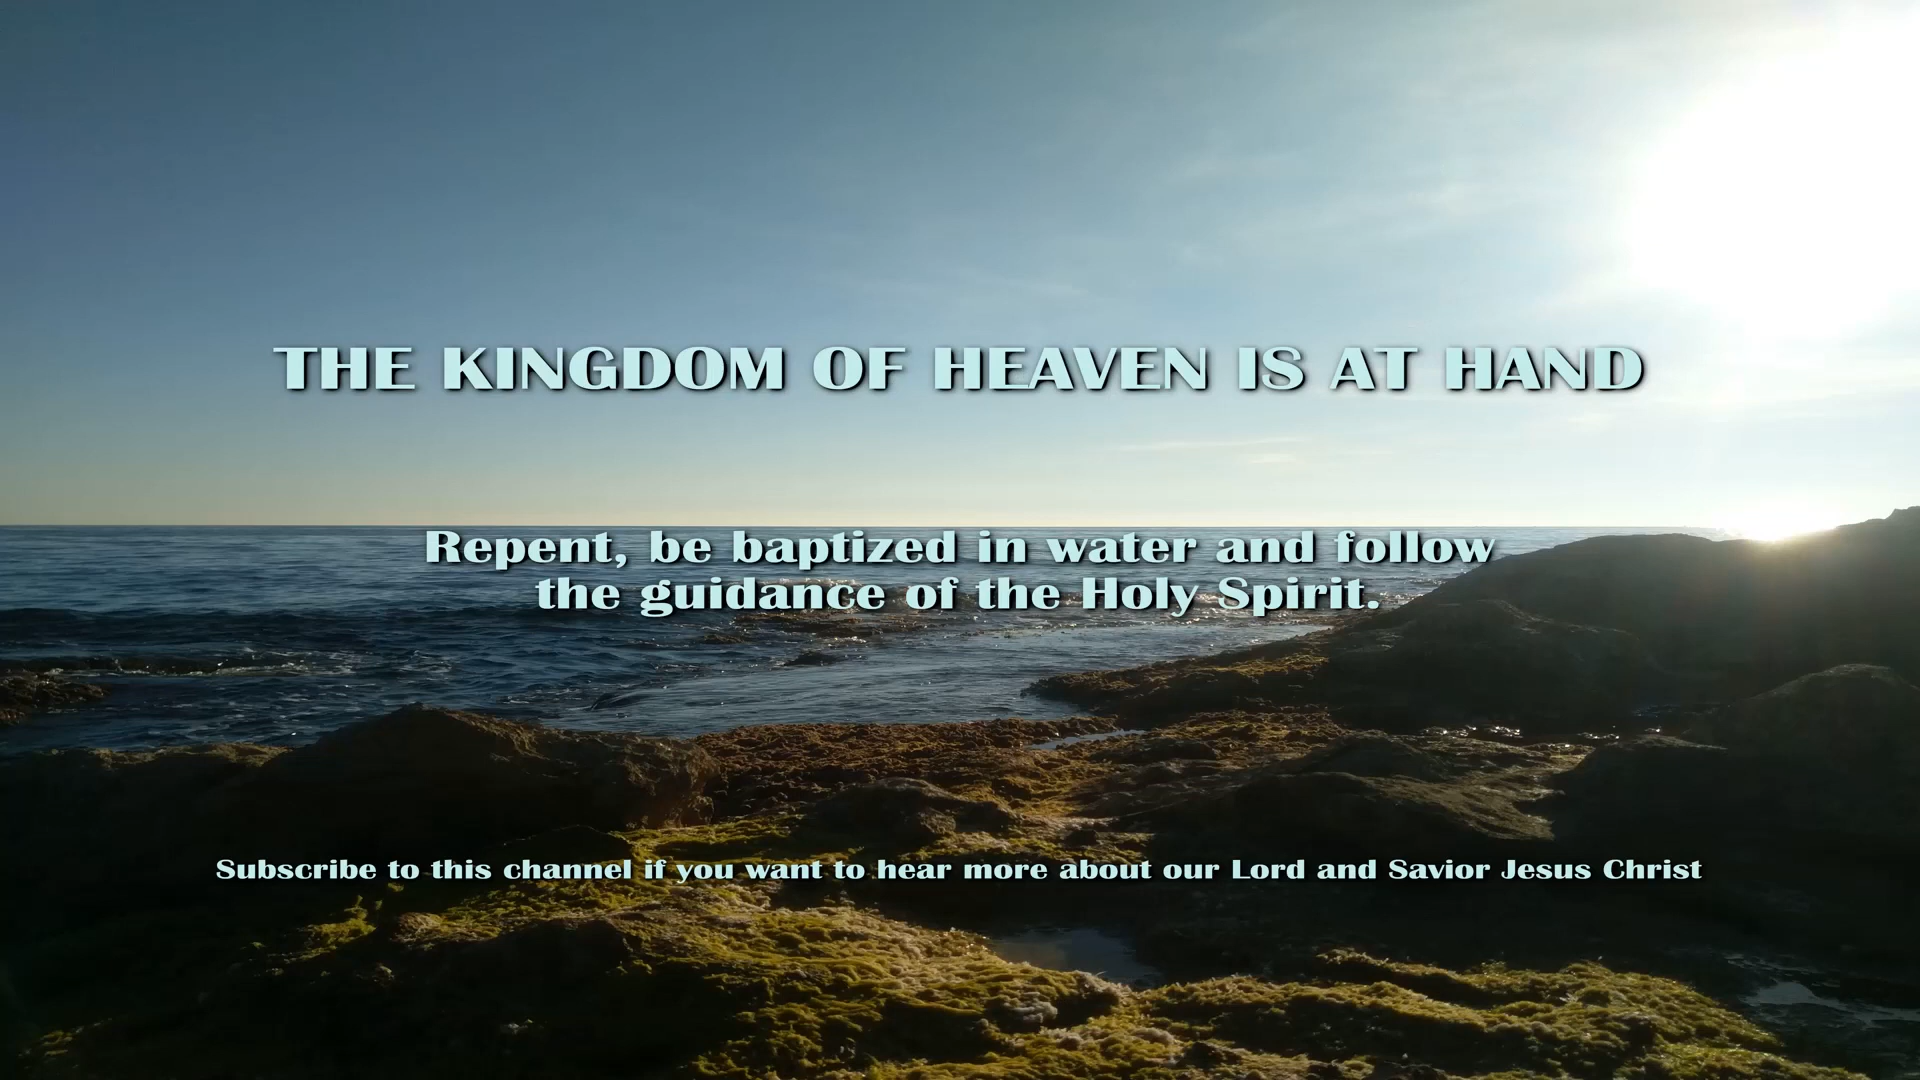 THE KINGDOM OF HEAVEN IS AT HAND
Repent, be baptized in water and follow
the guidance of the Holy Spirit.
Subscribe to this channel if you want to hear more about our Lord and Savior Jesus Christ